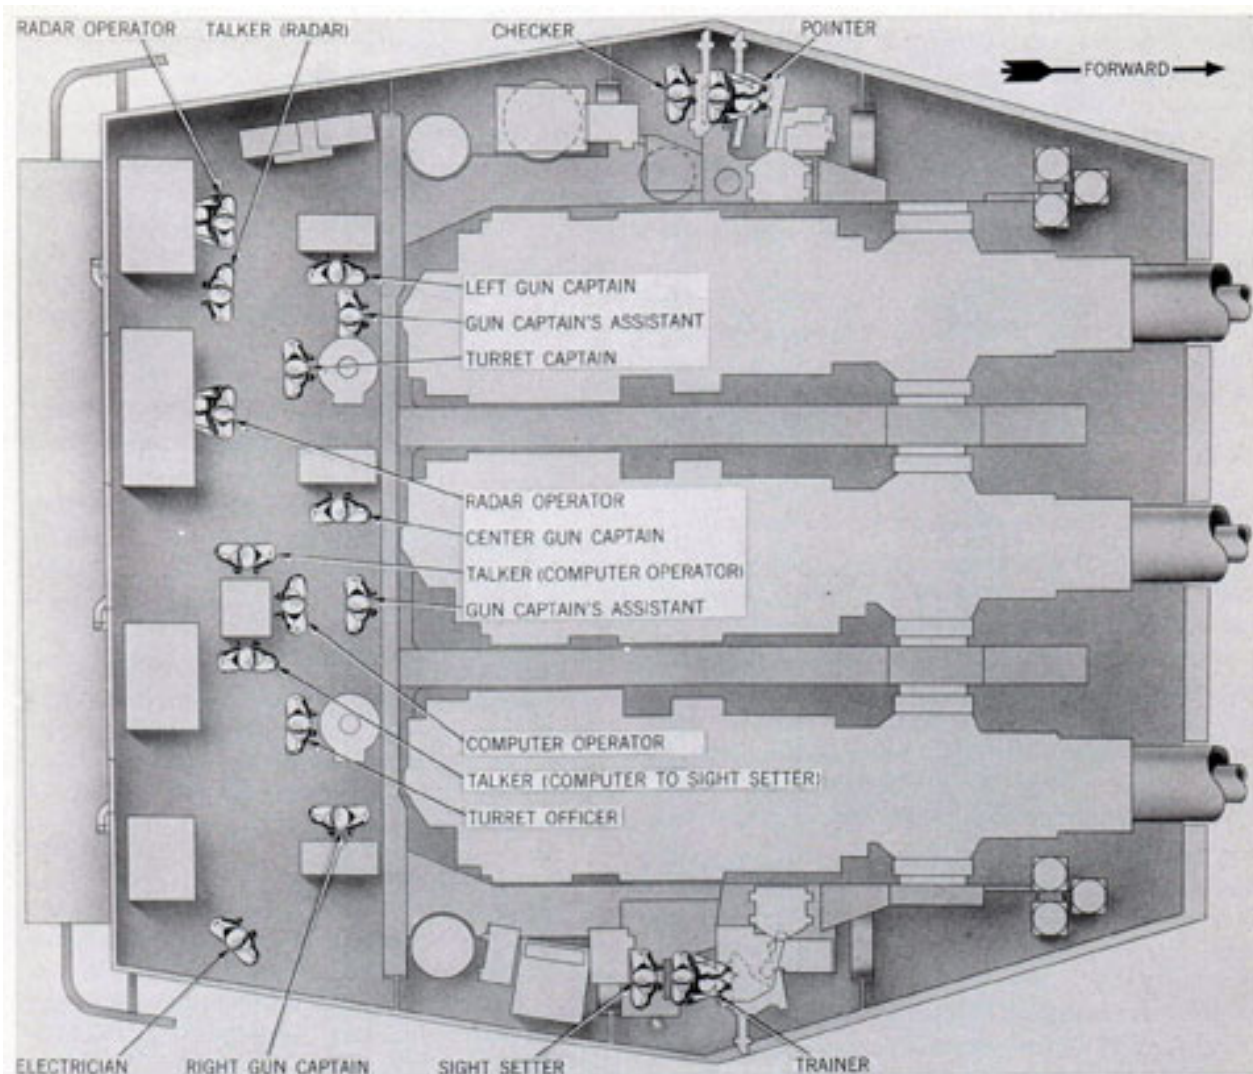 RADAR OPERATOR
TALKER (RADAR)
CHECKER
POINTER
FORWARD
LEFT GUN CAPTAIN
GUN CAPTAIN'S ASSISTANT
TURRET CAPTAIN
RADAR OPERATOR
CENTER GUN CAPTAIN
TALKER (COMPUTER OPERATOR)
GUN CAPTAIN'S ASSISTANT
COMPUTER OPERATOR
TALKER (COMPUTER TO SIGHT SETTER)
TURRET OFFICER
ELECTRICIAN
RIGHT GUN CAPTAIN
SIGHT SETTER
TRAINER